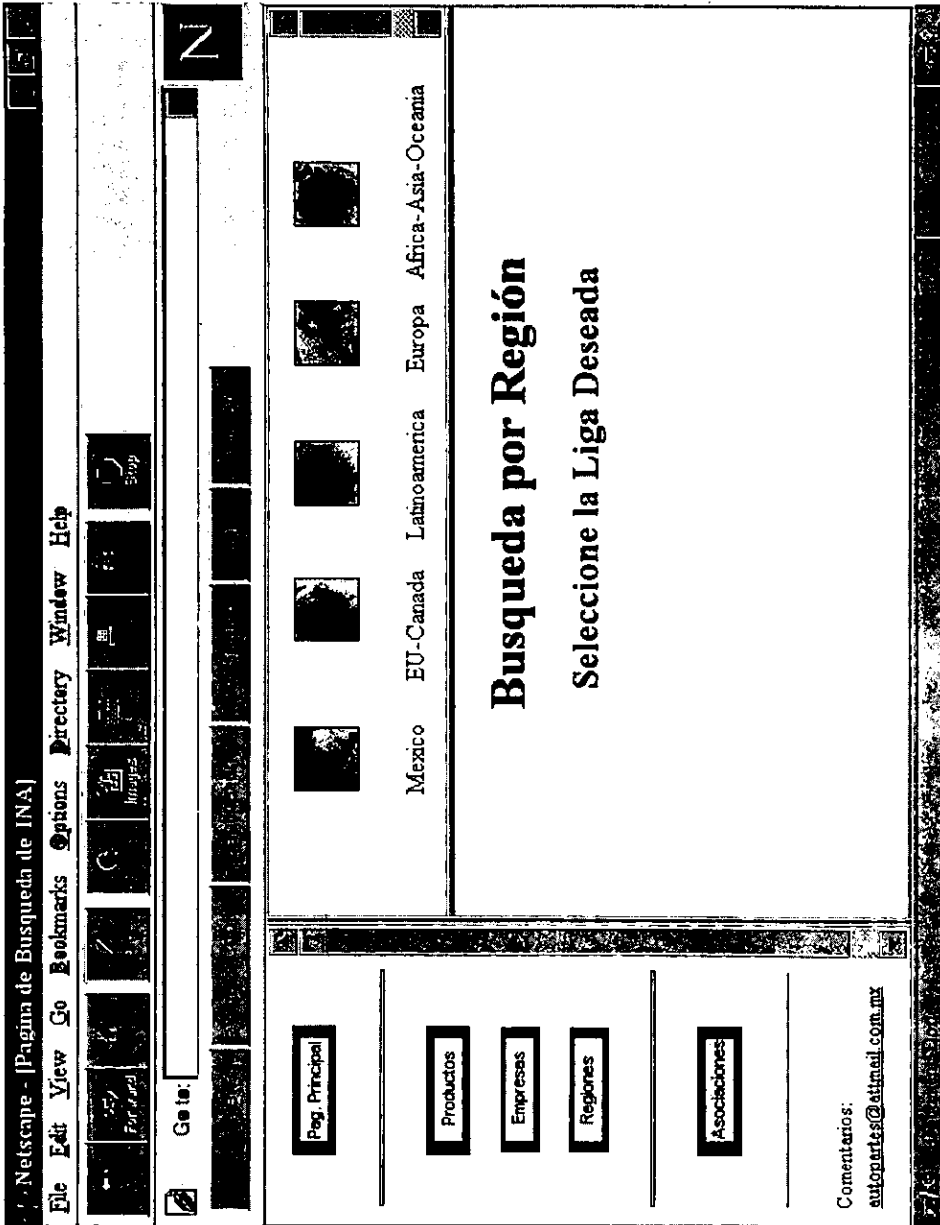 Netscape - [Pagina de Busqueda de INA]
File Edit View Go Bookmarks Options Directory Window Help
Forward Images Stop
Go to:
N
Pag. Principal
Productos
Empresas
Regiones
Asociaciones
Comentarios:
autopartes@attmail.com.mx
Mexico EU-Canada Latinoamerica Europa Africa-Asia-Oceania
Busqueda por Región
Seleccione la Liga Deseada